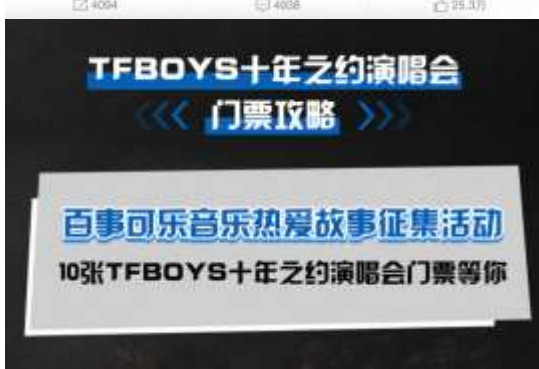 4094 4938 25.3万
TFBOYS十年之约演唱会
门票攻略
百事可乐音乐热爱故事征集活动
10张TFBOYS十年之约演唱会门票等你